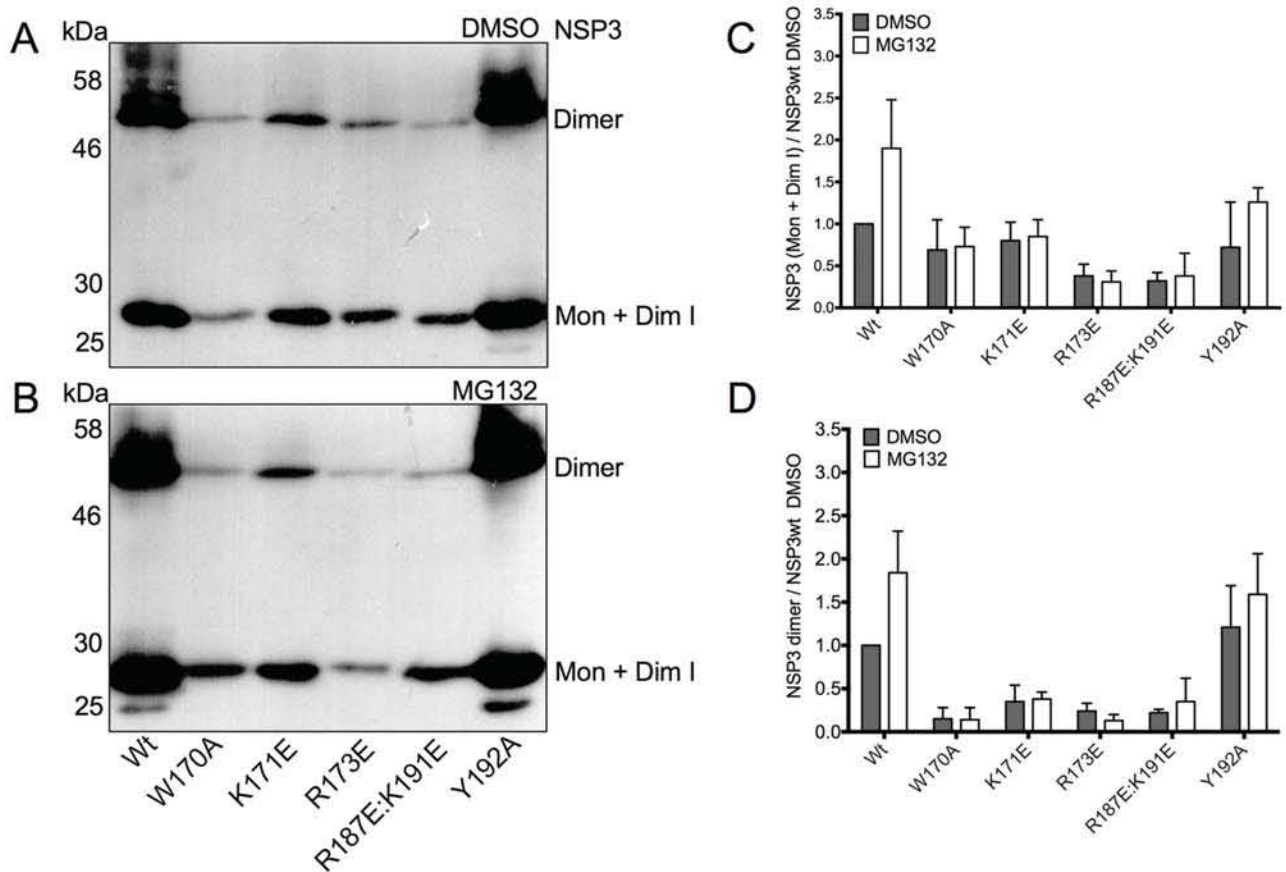 A
kDa
DMSO
NSP3
58
Dimer
46
30
Mon + Dim I
25
B
kDa
MG132
58
Dimer
46
30
Mon + Dim I
25
Wt
W170A
K171E
R173E
R187E:K191E
Y192A
C
NSP3 (Mon + Dim I) / NSP3wt DMSO
3.5
3.0
2.5
2.0
1.5
1.0
0.5
0.0
DMSO
MG132
Wt
W170A
K171E
R173E
R187E:K191E
Y192A
D
NSP3 dimer / NSP3wt DMSO
3.5
3.0
2.5
2.0
1.5
1.0
0.5
0.0
DMSO
MG132
Wt
W170A
K171E
R173E
R187E:K191E
Y192A